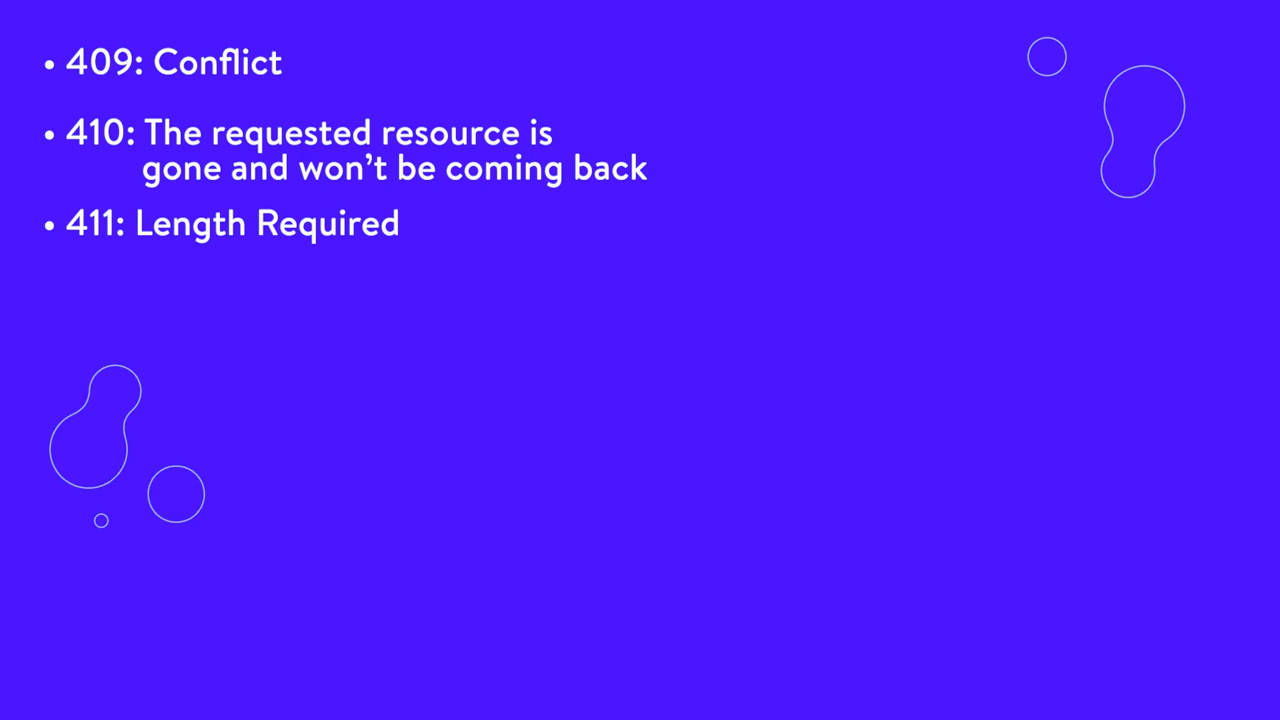 • 409: Conflict
• 410: The requested resource is
gone and won’t be coming back
• 411: Length Required